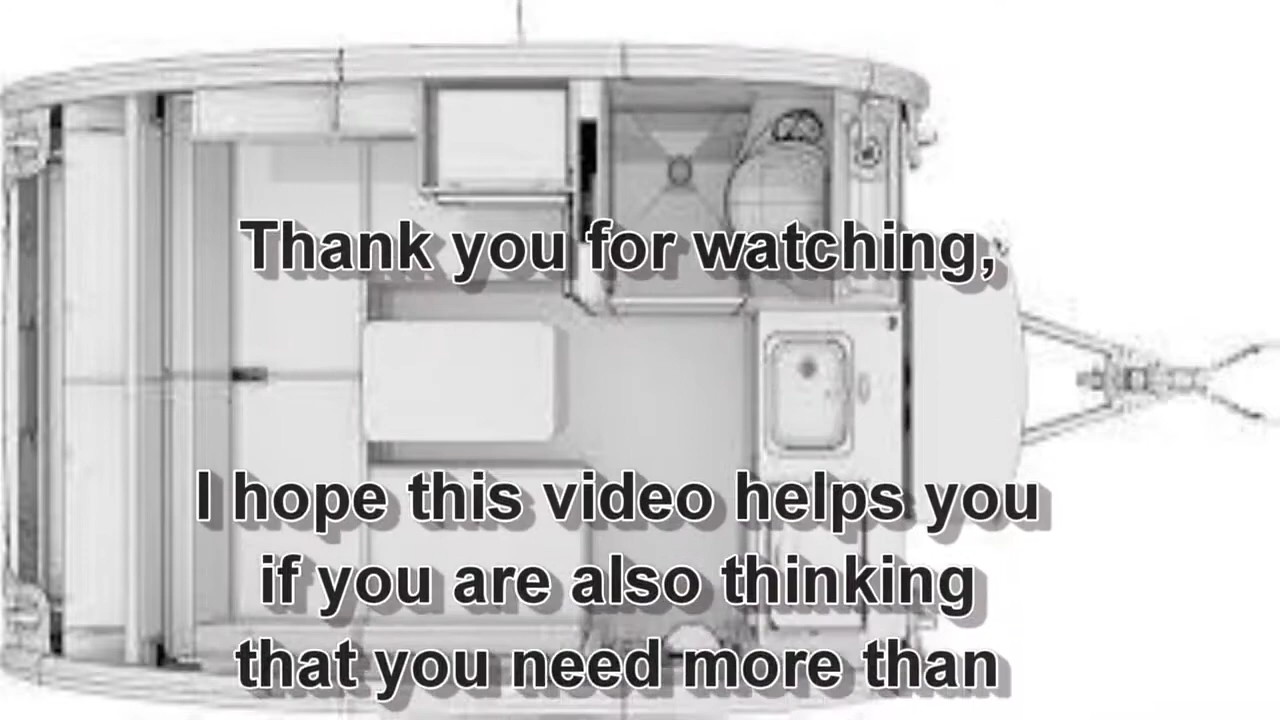 Thank you for watching,
I hope this video helps you
if you are also thinking
that you need more than